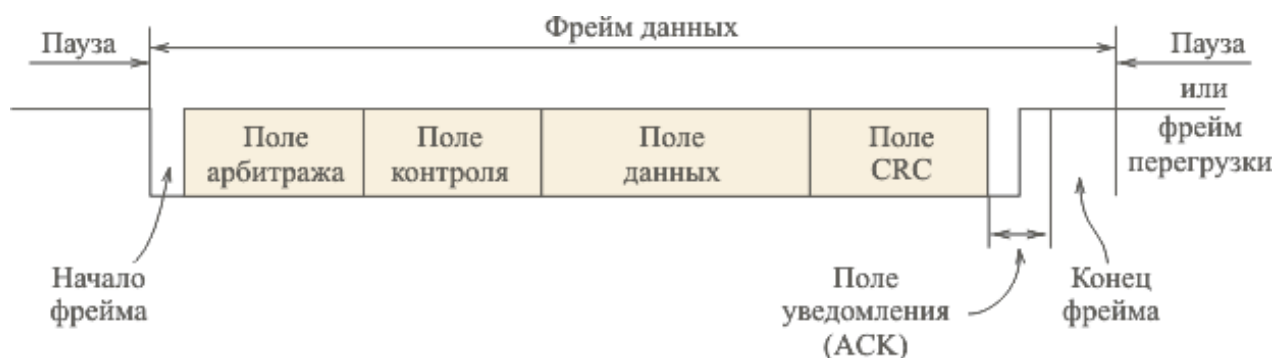 Фрейм данных
Пауза
Пауза
или
фрейм
перегрузки
Поле
арбитража
Поле
контроля
Поле
данных
Поле
CRC
Начало
фрейма
Поле
уведомления
(ACK)
Конец
фрейма